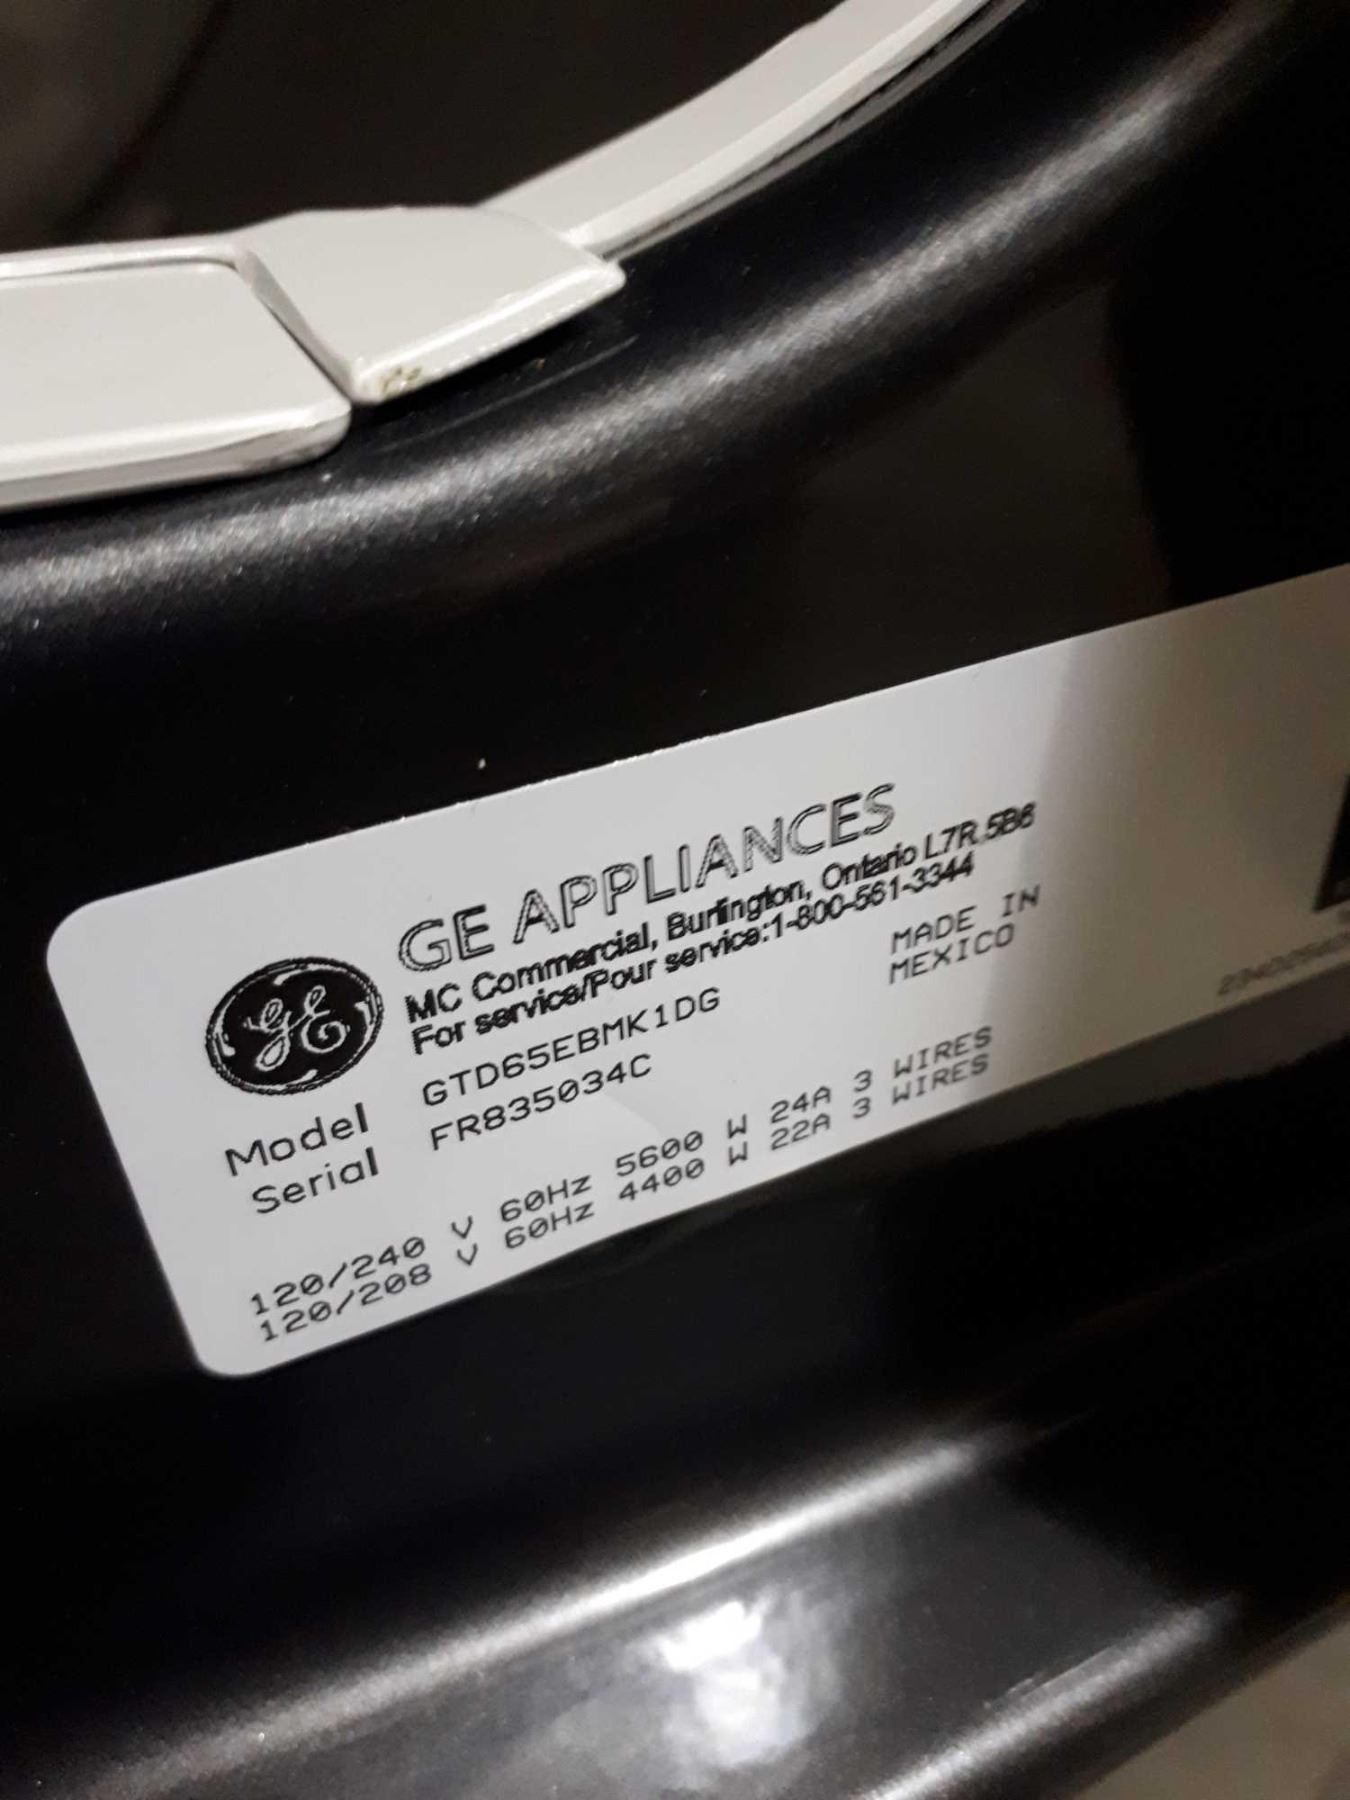 GE APPLIANCES
MC Commercial, Burlington, Ontario L7R 5B6
For service/Pour service:1-800-561-3344
MADE IN
MEXICO
GE
Model GTD65EBMK1DG
Serial FR835034C
120/240 V 60Hz 5600 W 24A 3 WIRES
120/208 V 60Hz 4400 W 22A 3 WIRES